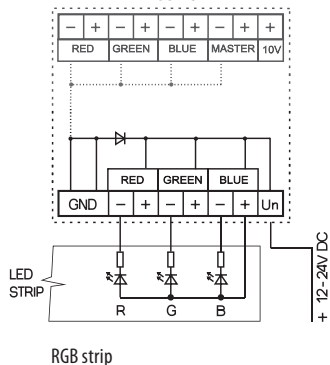 − + − + − + − + +
RED GREEN BLUE MASTER 10V
RED GREEN BLUE
GND − + − + − + Un
LED
STRIP
R G B
+ 12-24V DC
RGB strip